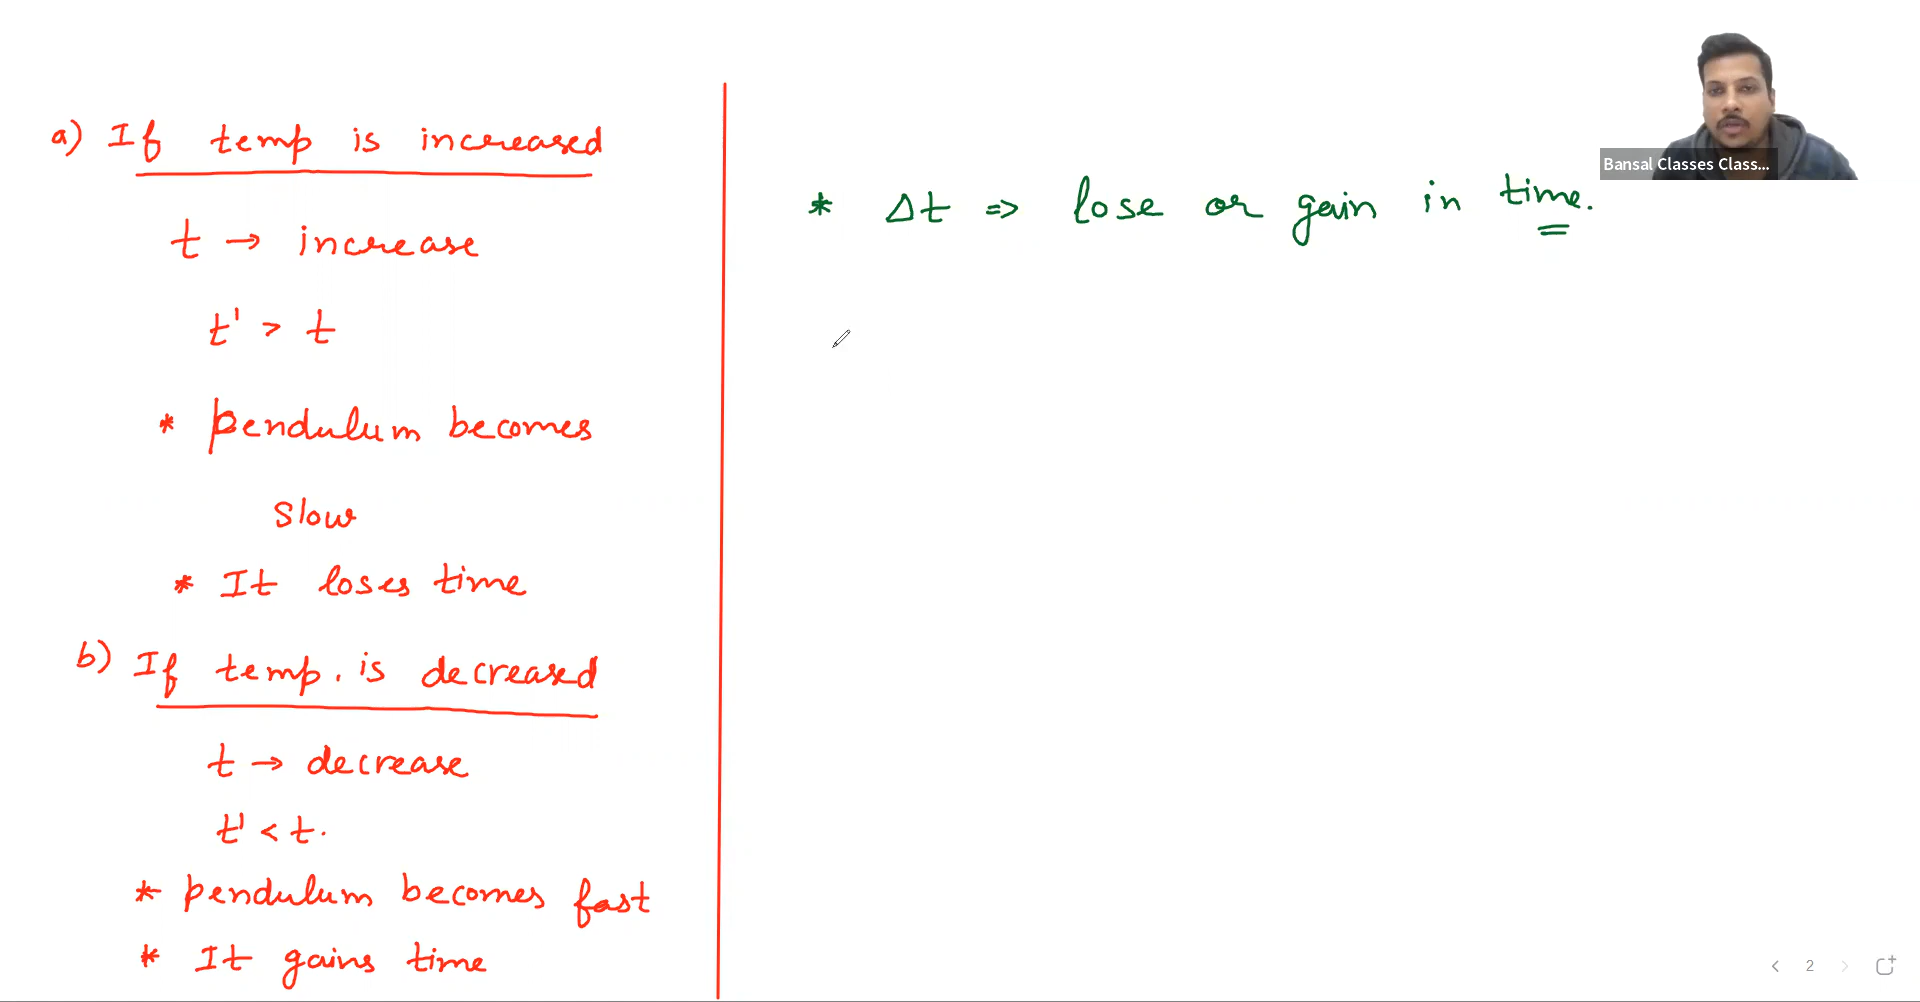 a) If temp is increased
t → increase
t' > t
* Pendulum becomes
slow
* It loses time
b) If temp. is decreased
t → decrease
t' < t.
* Pendulum becomes fast
* It gains time
* Δt ⇒ lose or gain in time.
Bansal Classes Class...
2